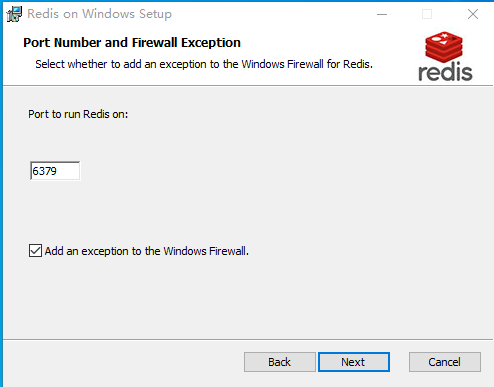 Redis on Windows Setup
Port Number and Firewall Exception
Select whether to add an exception to the Windows Firewall for Redis.
redis
Port to run Redis on:
6379
Add an exception to the Windows Firewall.
Back Next Cancel